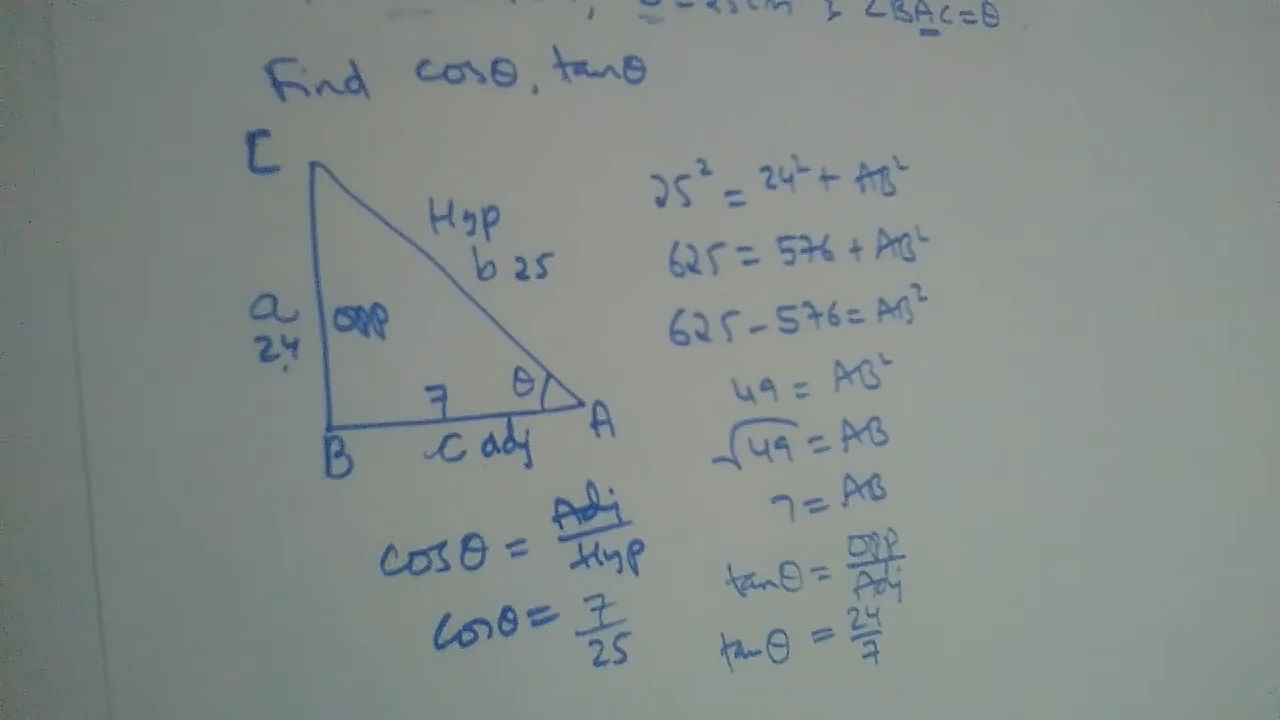 ∠BAC=θ
Find cosθ, tanθ
C
Hyp
b 25
a
24
opp
7
θ
A
B
c adj
25² = 24² + AB²
625 = 576 + AB²
625 - 576 = AB²
49 = AB²
√49 = AB
7 = AB
cosθ = Adj/Hyp
cosθ = 7/25
tanθ = opp/Adj
tanθ = 24/7